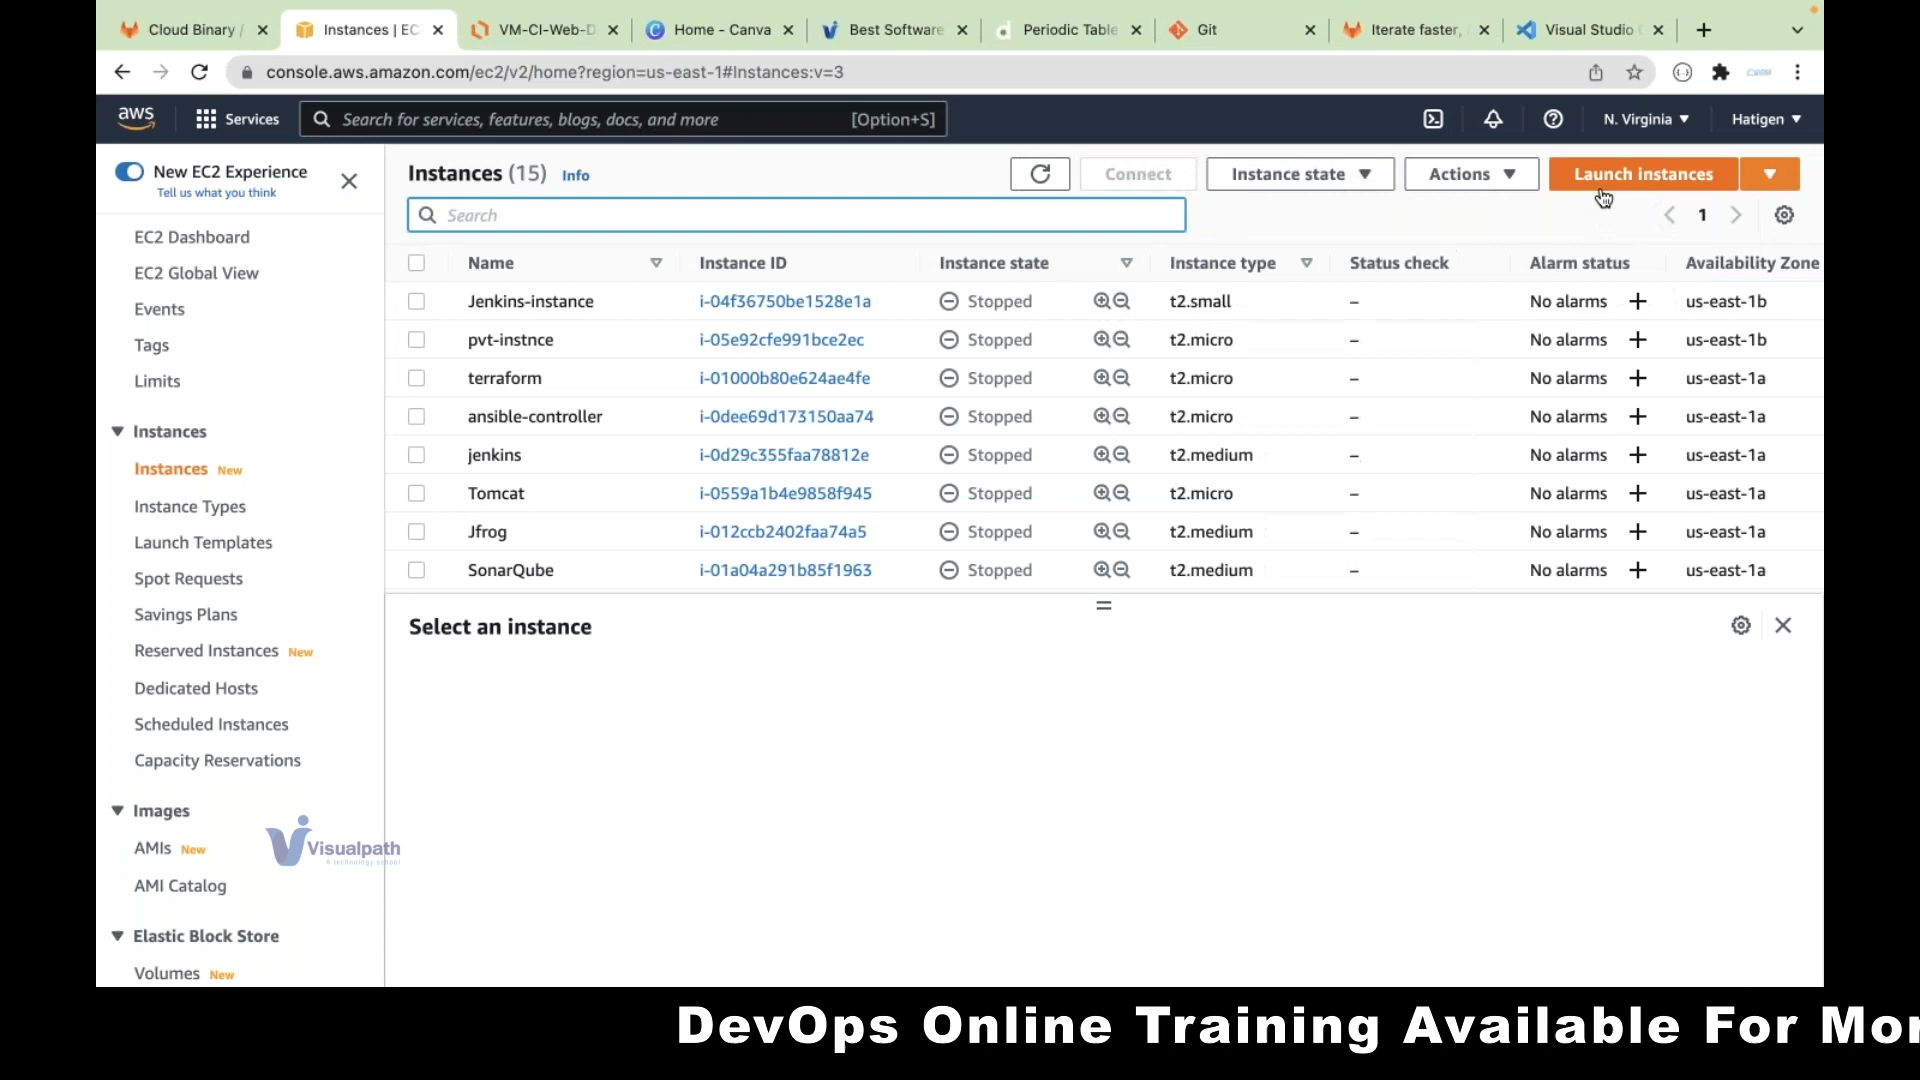 Cloud Binary /
Instances | EC
VM-CI-Web-D
Home - Canva
Best Software
Periodic Table
Git
Iterate faster,
Visual Studio
console.aws.amazon.com/ec2/v2/home?region=us-east-1#Instances:v=3
aws
Services
Search for services, features, blogs, docs, and more
[Option+S]
N. Virginia
Hatigen
New EC2 Experience
Tell us what you think
EC2 Dashboard
EC2 Global View
Events
Tags
Limits
Instances
Instances New
Instance Types
Launch Templates
Spot Requests
Savings Plans
Reserved Instances New
Dedicated Hosts
Scheduled Instances
Capacity Reservations
Images
AMIs New
AMI Catalog
Elastic Block Store
Volumes New
Instances (15) Info
Connect
Instance state
Actions
Launch instances
Search
1
Name Instance ID Instance state Instance type Status check Alarm status Availability Zone
Jenkins-instance i-04f36750be1528e1a Stopped t2.small – No alarms + us-east-1b
pvt-instnce i-05e92cfe991bce2ec Stopped t2.micro – No alarms + us-east-1b
terraform i-01000b80e624ae4fe Stopped t2.micro – No alarms + us-east-1a
ansible-controller i-0dee69d173150aa74 Stopped t2.micro – No alarms + us-east-1a
jenkins i-0d29c355faa78812e Stopped t2.medium – No alarms + us-east-1a
Tomcat i-0559a1b4e9858f945 Stopped t2.micro – No alarms + us-east-1a
Jfrog i-012ccb2402faa74a5 Stopped t2.medium – No alarms + us-east-1a
SonarQube i-01a04a291b85f1963 Stopped t2.medium – No alarms + us-east-1a
Select an instance
Visualpath
A technology school
DevOps Online Training Available For Mor